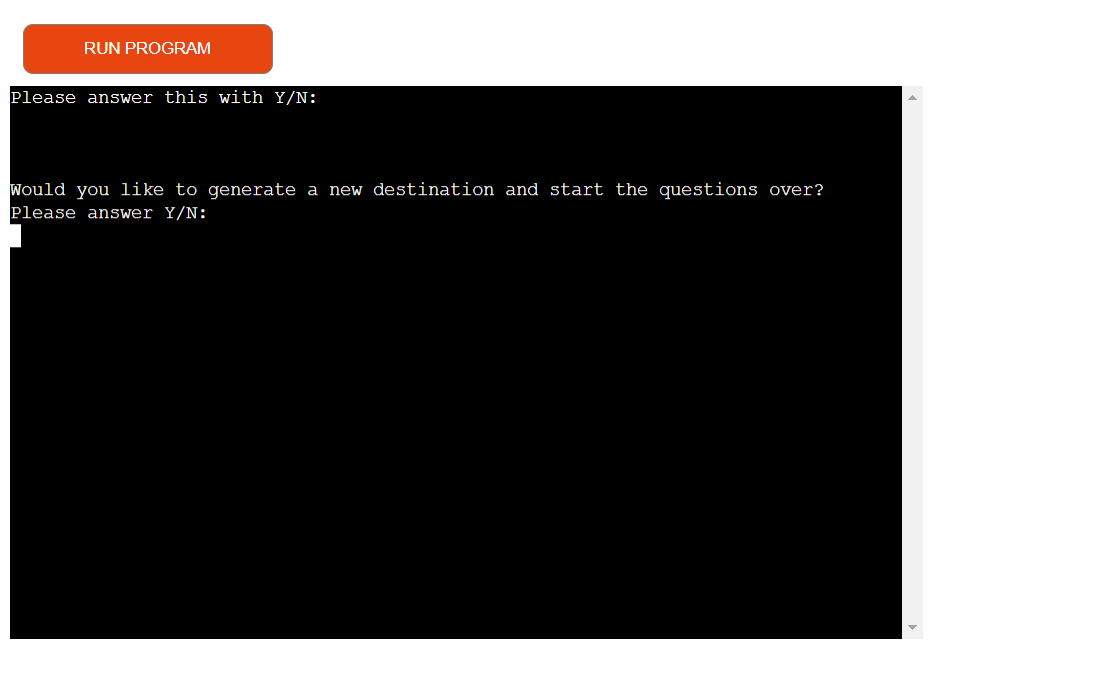 RUN PROGRAM
Please answer this with Y/N:
Would you like to generate a new destination and start the questions over?
Please answer Y/N: